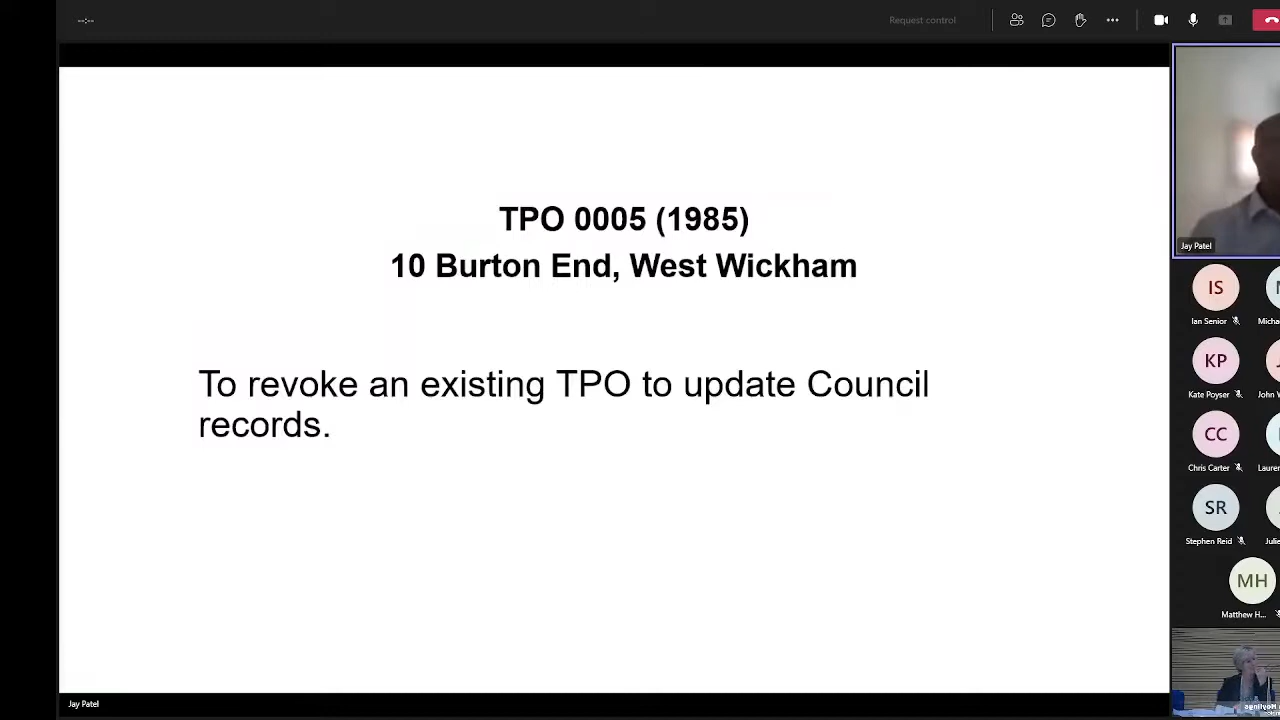 --:--
Request control
TPO 0005 (1985)
10 Burton End, West Wickham
To revoke an existing TPO to update Council
records.
Jay Patel
Jay Patel
IS
Ian Senior
KP
Kate Poyser
CC
Chris Carter
SR
Stephen Reid
MH
Matthew H...